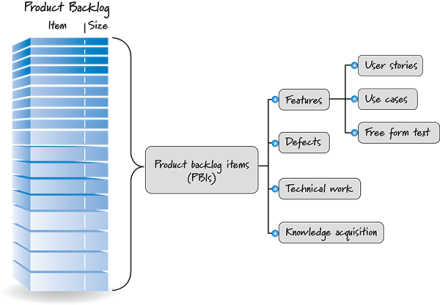 Product Backlog
Item | Size
User stories
Features
Use cases
Free form text
Defects
Product backlog items
(PBIs)
Technical work
Knowledge acquisition